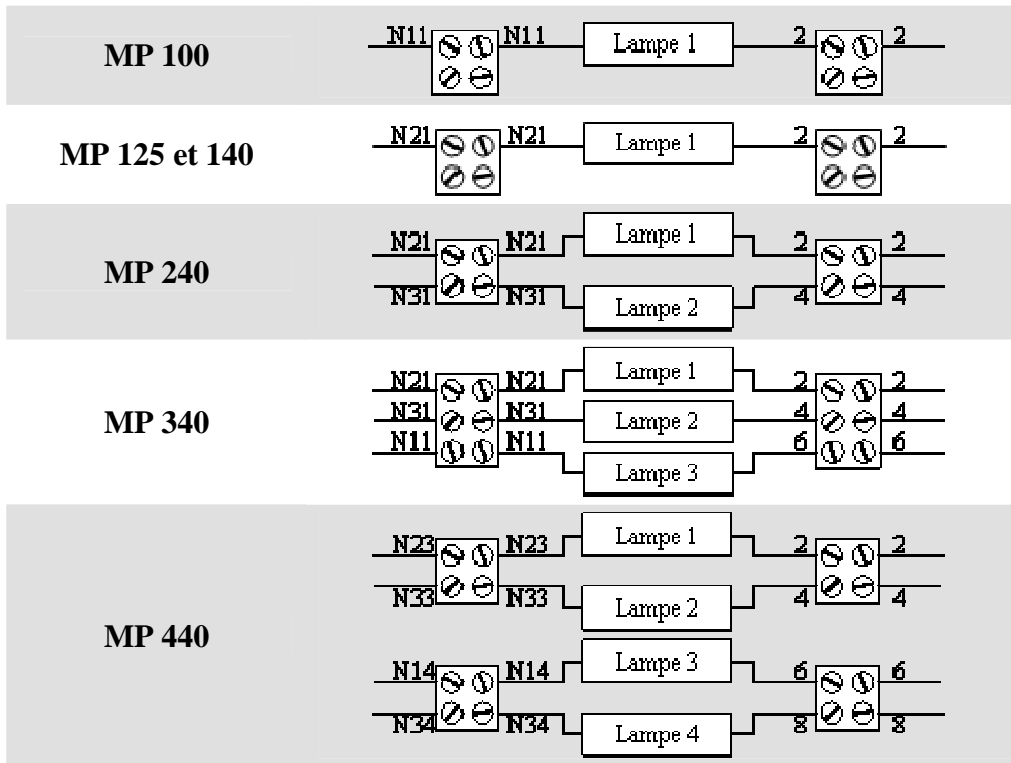 MP 100
N11 N11 Lampe 1 2 2
MP 125 et 140
N21 N21 Lampe 1 2 2
MP 240
N21 N21 Lampe 1 2 2
N31 N31 Lampe 2 4 4
MP 340
N21 N21 Lampe 1 2 2
N31 N31 Lampe 2 4 4
N11 N11 Lampe 3 6 6
MP 440
N23 N23 Lampe 1 2 2
N33 N33 Lampe 2 4 4
N14 N14 Lampe 3 6 6
N34 N34 Lampe 4 8 8